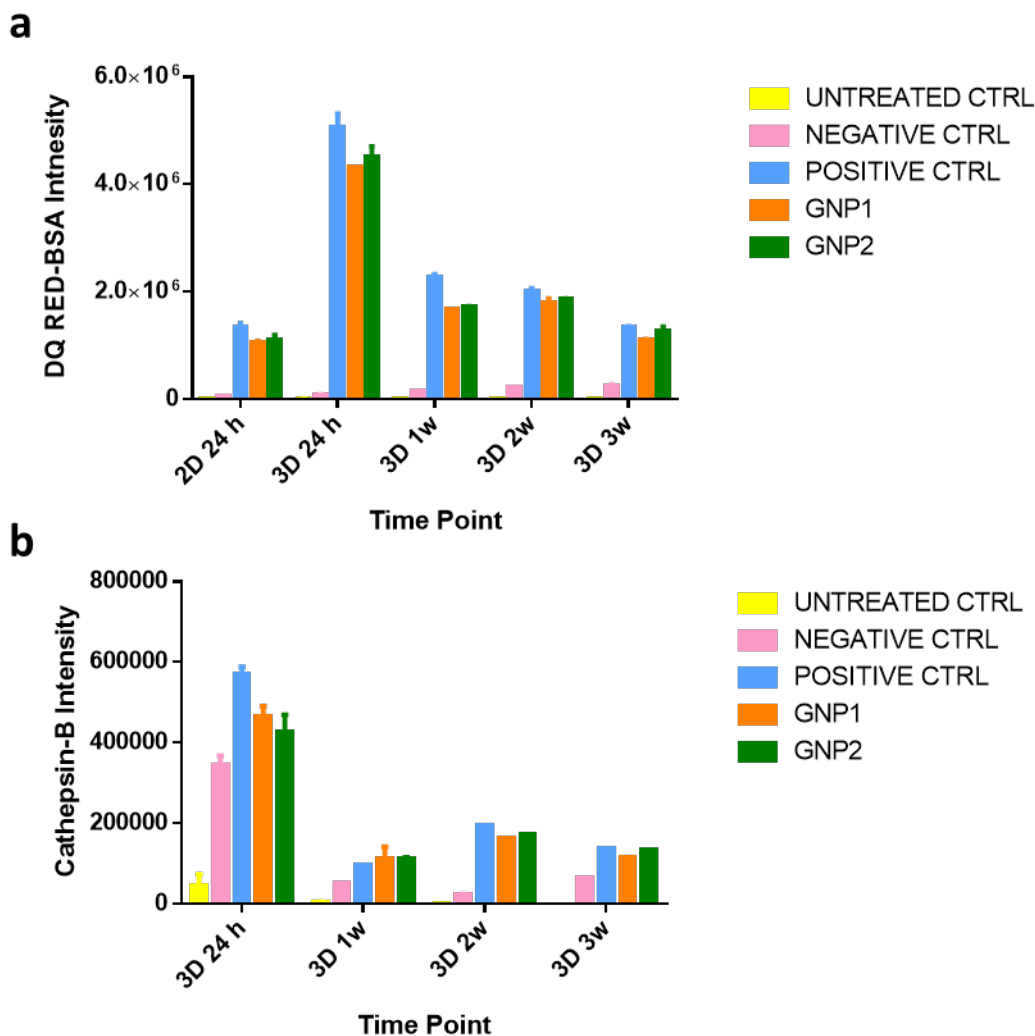 a
6.0×10⁶
4.0×10⁶
2.0×10⁶
0
DQ RED-BSA Intnesity
2D 24 h
3D 24 h
3D 1w
3D 2w
3D 3w
Time Point
UNTREATED CTRL
NEGATIVE CTRL
POSITIVE CTRL
GNP1
GNP2
b
800000
600000
400000
200000
0
Cathepsin-B Intensity
3D 24 h
3D 1w
3D 2w
3D 3w
Time Point
UNTREATED CTRL
NEGATIVE CTRL
POSITIVE CTRL
GNP1
GNP2